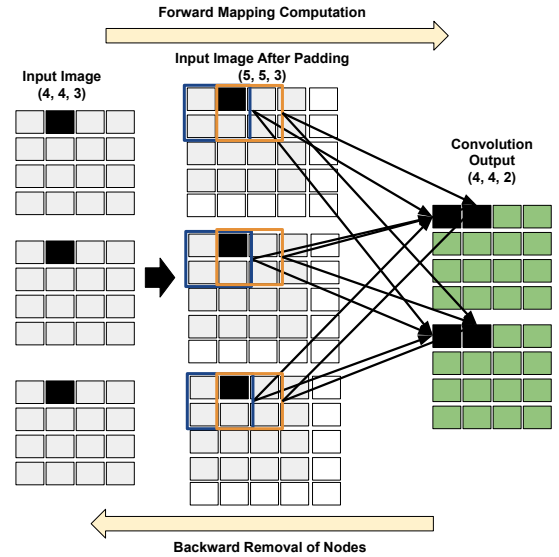 Forward Mapping Computation
Input Image After Padding
(5, 5, 3)
Input Image
(4, 4, 3)
Convolution
Output
(4, 4, 2)
Backward Removal of Nodes